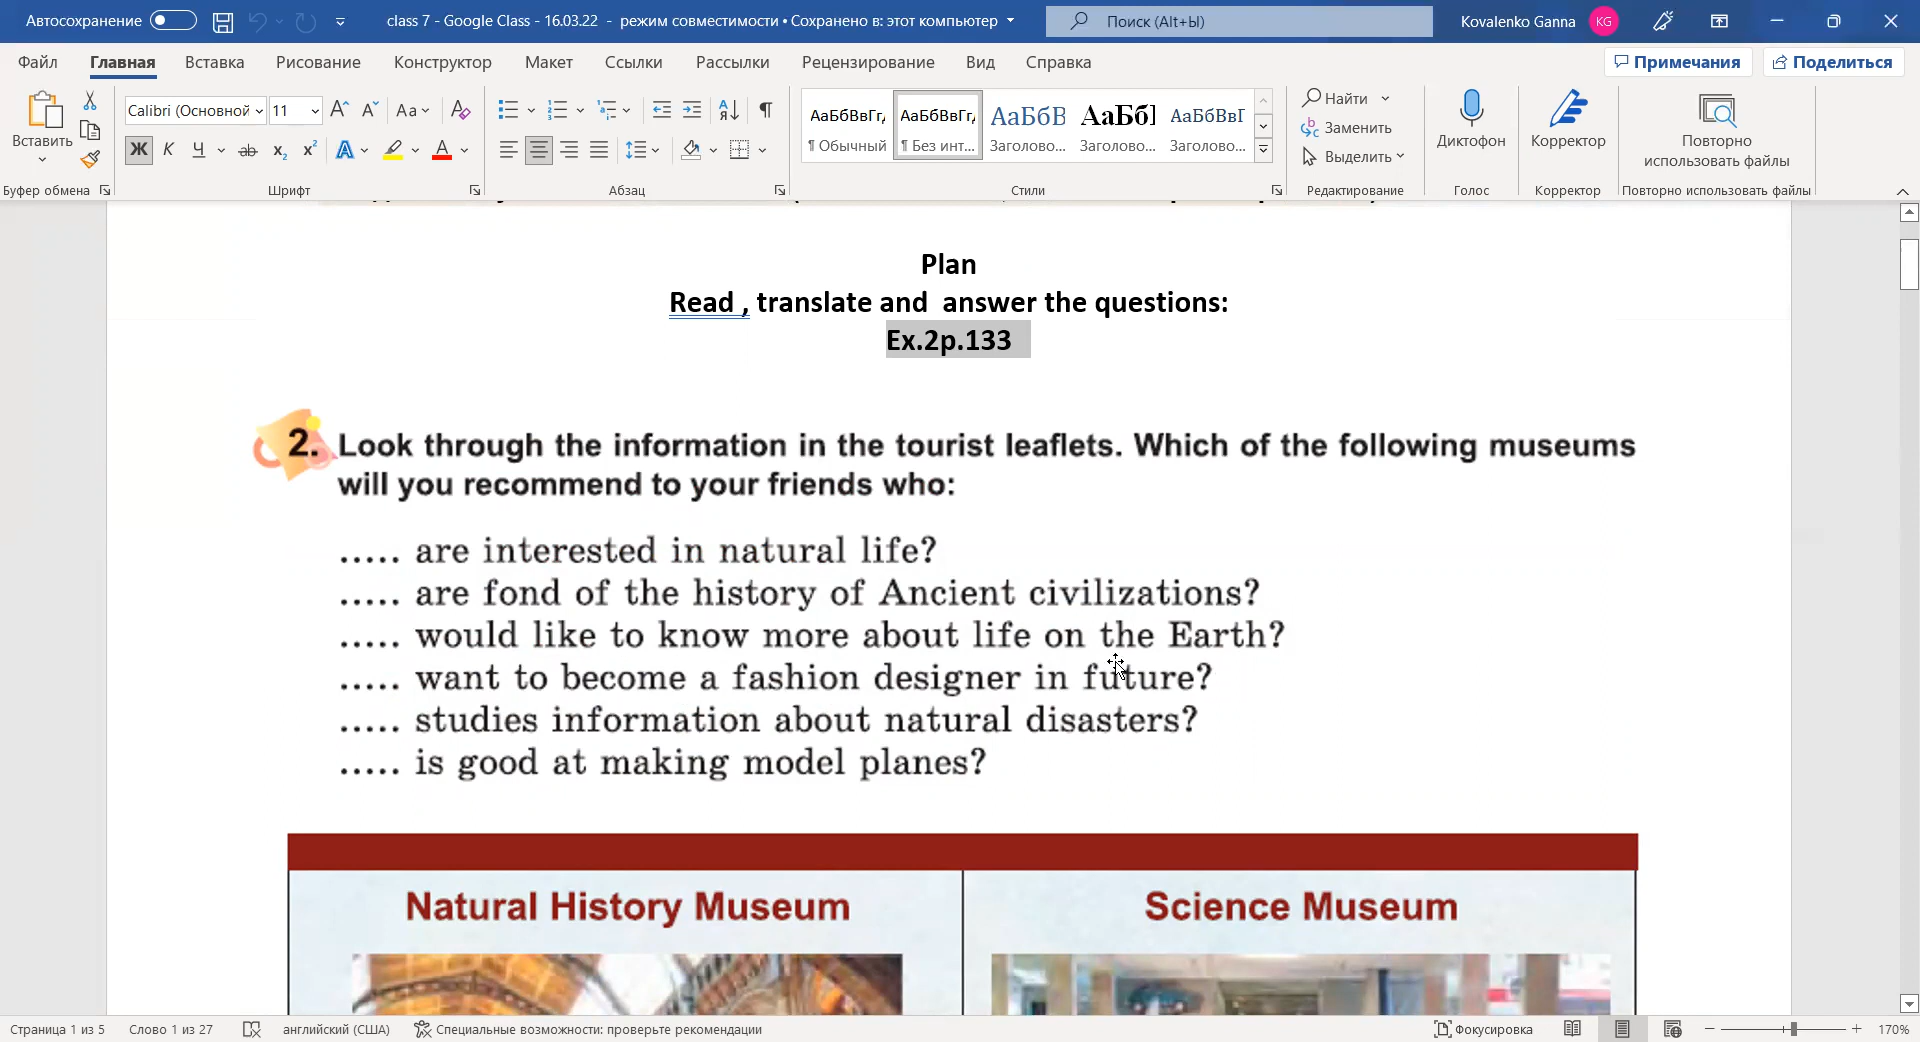 Автосохранение
class 7 - Google Class - 16.03.22 - режим совместимости • Сохранено в: этот компьютер
Поиск (Alt+Ы)
Kovalenko Ganna KG
Файл Главная Вставка Рисование Конструктор Макет Ссылки Рассылки Рецензирование Вид Справка
Примечания Поделиться
Вставить
Calibri (Основной 11
Aa
Ж К Ч ab x₂ x² A A
АаБбВвГг, АаБбВвГг, АаБбВ АаБб АаБбВвГ
¶ Обычный ¶ Без инт... Заголово... Заголово... Заголово...
Найти
Заменить
Выделить
Диктофон
Корректор
Повторно
использовать файлы
Буфер обмена Шрифт Абзац Стили Редактирование Голос Корректор Повторно использовать файлы
Plan
Read , translate and answer the questions:
Ex.2p.133
2. Look through the information in the tourist leaflets. Which of the following museums
will you recommend to your friends who:
..... are interested in natural life?
..... are fond of the history of Ancient civilizations?
..... would like to know more about life on the Earth?
..... want to become a fashion designer in future?
..... studies information about natural disasters?
..... is good at making model planes?
Natural History Museum Science Museum
Страница 1 из 5 Слово 1 из 27 английский (США) Специальные возможности: проверьте рекомендации
Фокусировка 170%